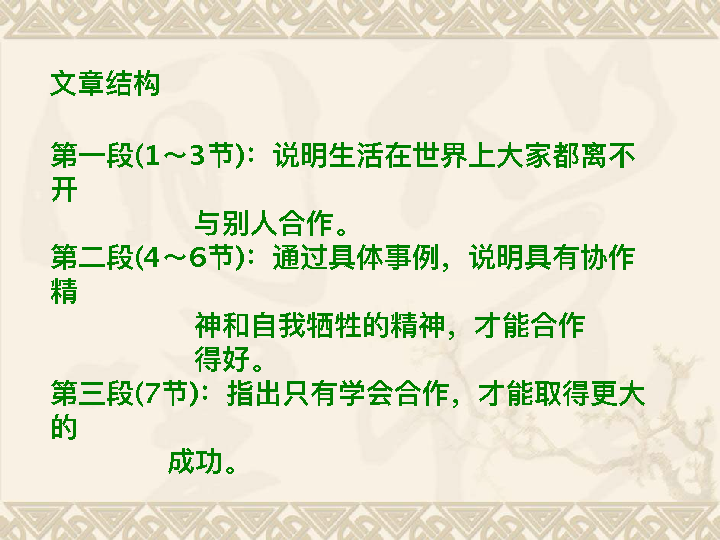 文章结构
第一段(1～3节)：说明生活在世界上大家都离不
开
与别人合作。
第二段(4～6节)：通过具体事例，说明具有协作
精
神和自我牺牲的精神，才能合作
得好。
第三段(7节)：指出只有学会合作，才能取得更大
的
成功。